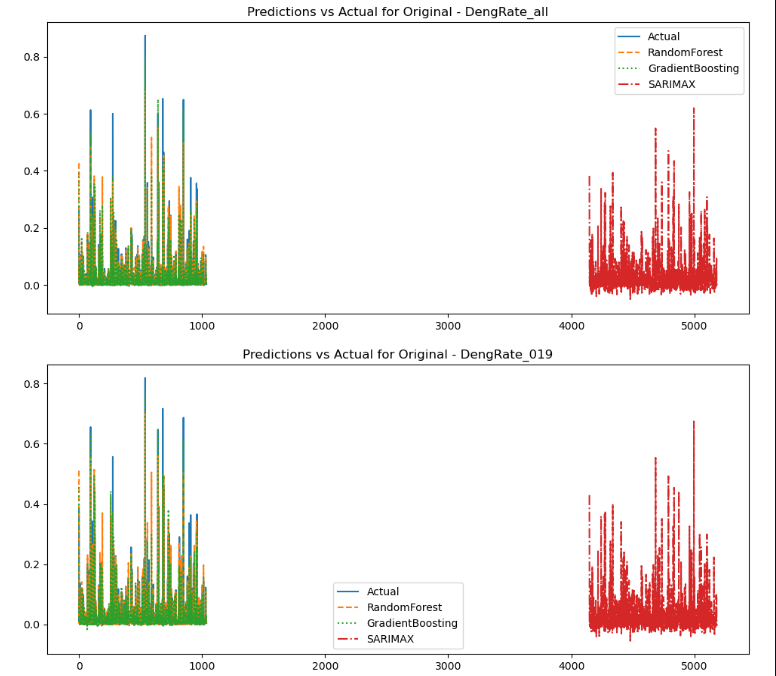 Predictions vs Actual for Original - DengRate_all
Actual
RandomForest
GradientBoosting
SARIMAX
0.8
0.6
0.4
0.2
0.0
0 1000 2000 3000 4000 5000
Predictions vs Actual for Original - DengRate_019
0.8
0.6
0.4
0.2
0.0
Actual
RandomForest
GradientBoosting
SARIMAX
0 1000 2000 3000 4000 5000